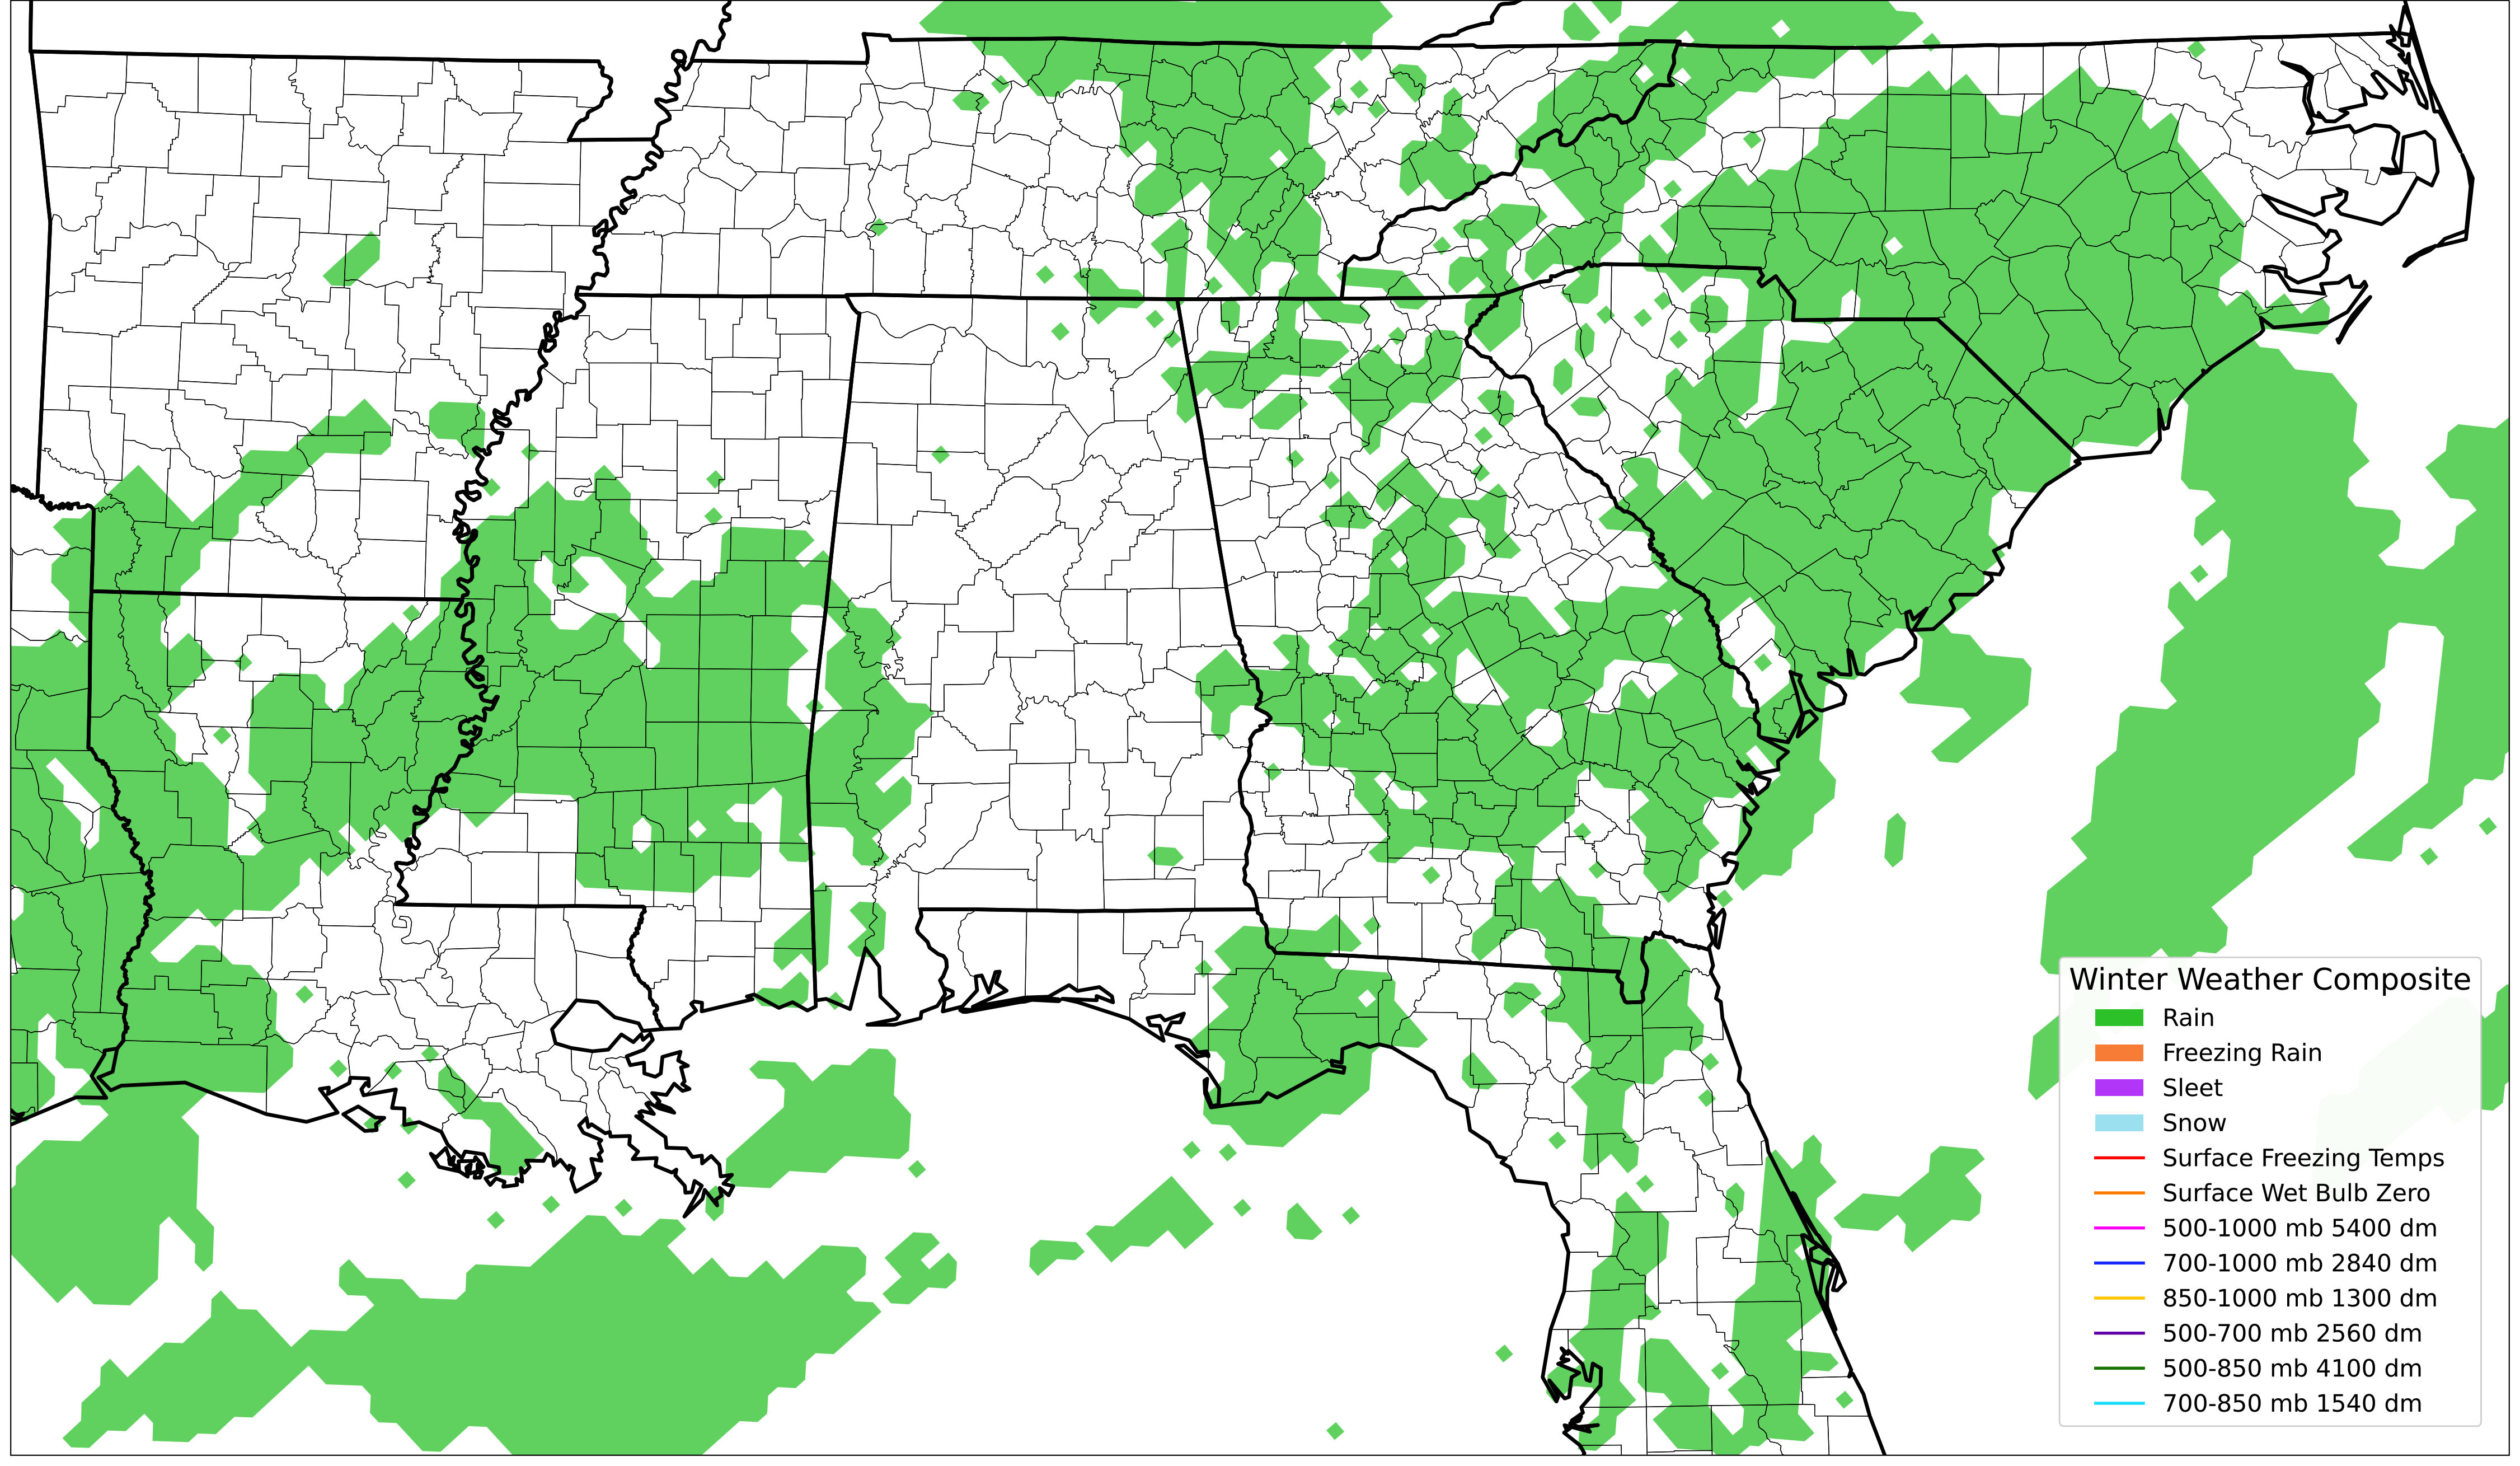 Winter Weather Composite
Rain
Freezing Rain
Sleet
Snow
Surface Freezing Temps
Surface Wet Bulb Zero
500-1000 mb 5400 dm
700-1000 mb 2840 dm
850-1000 mb 1300 dm
500-700 mb 2560 dm
500-850 mb 4100 dm
700-850 mb 1540 dm